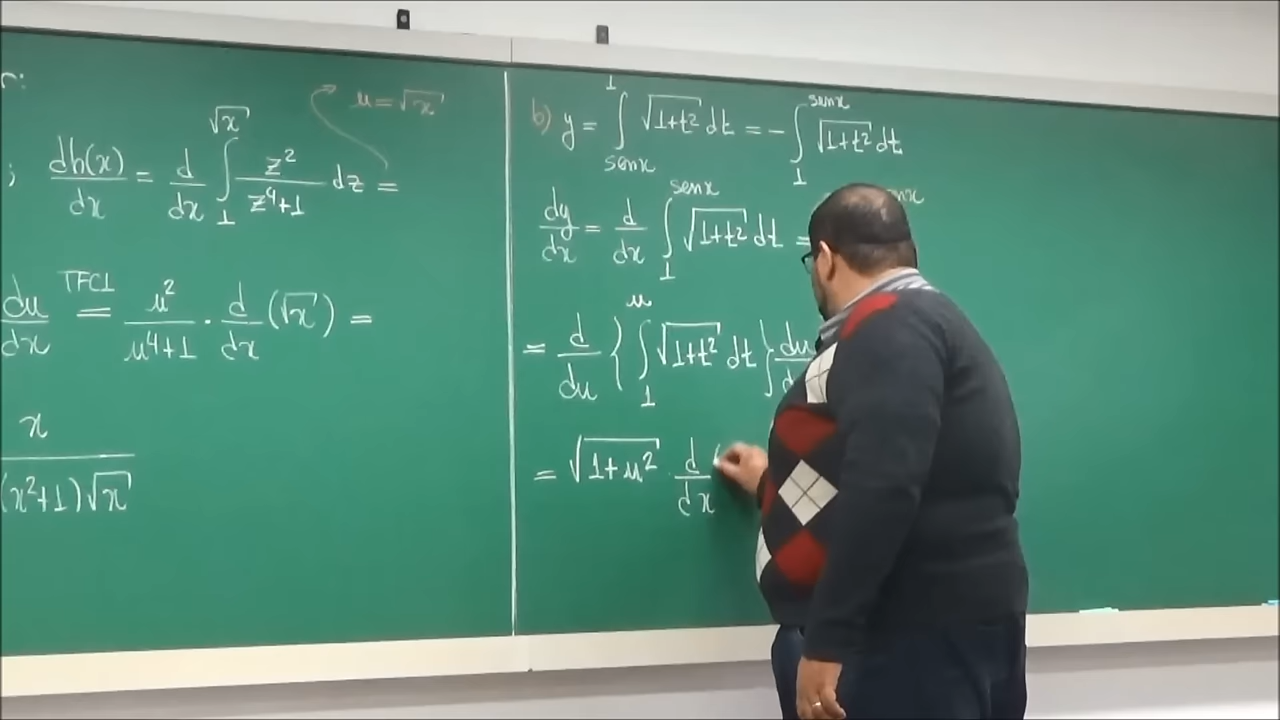 r:
u = √x
; dh(x)/dx = d/dx ∫₁^√x z²/(z⁴+1) dz =
du/dx TFC1 = u²/(u⁴+1) · d/dx (√x) =
x/((x²+1)√x)
b) y = ∫_senx^1 √(1+t²) dt = - ∫₁^senx √(1+t²) dt
dy/dx = d/dx ∫₁^senx √(1+t²) dt = senx
= d/du { ∫₁^u √(1+t²) dt } du/d
= √(1+u²) · d/dx (